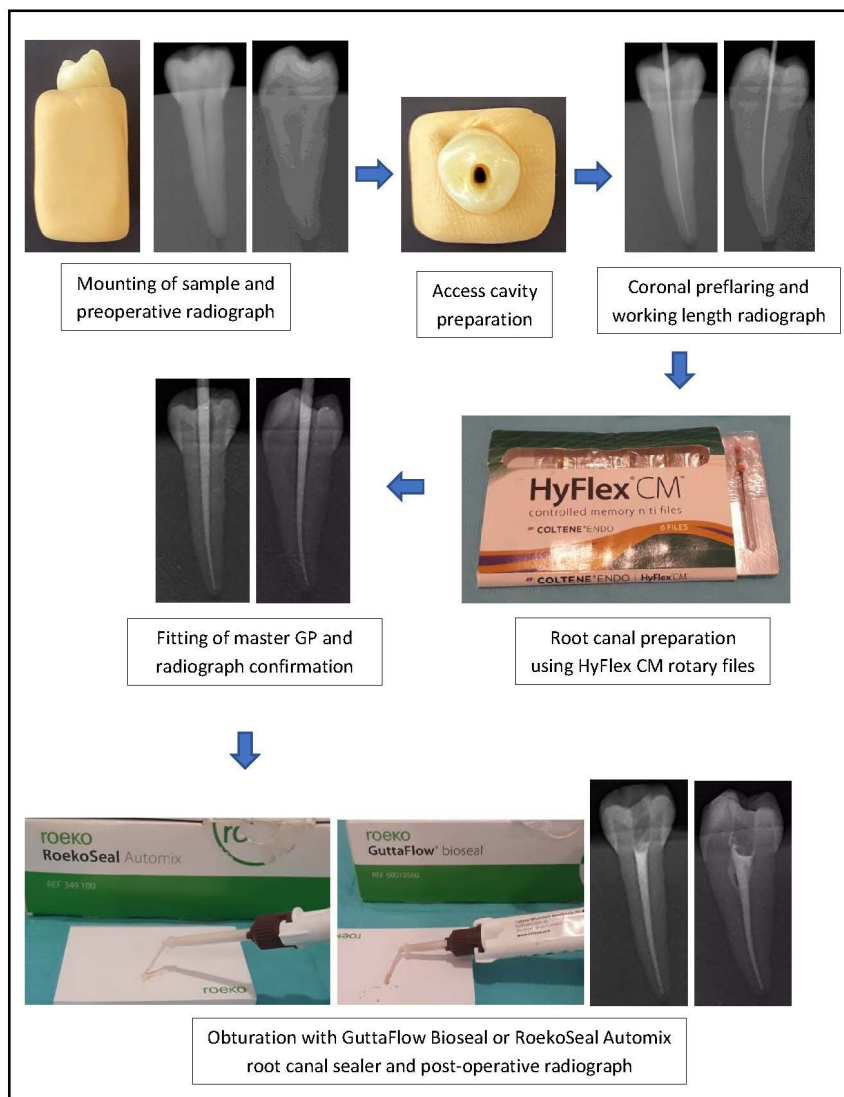 Mounting of sample and
preoperative radiograph
Access cavity
preparation
Coronal preflaring and
working length radiograph
HyFlex® CM™
controlled memory niti files
COLTENE® ENDO
6 FILES
COLTENE® ENDO | HyFlex® CM
Root canal preparation
using HyFlex CM rotary files
Fitting of master GP and
radiograph confirmation
roeko
RoekoSeal Automix
REF 349 100
roeko
roeko
GuttaFlow® bioseal
REF
roeko
Obturation with GuttaFlow Bioseal or RoekoSeal Automix
root canal sealer and post-operative radiograph